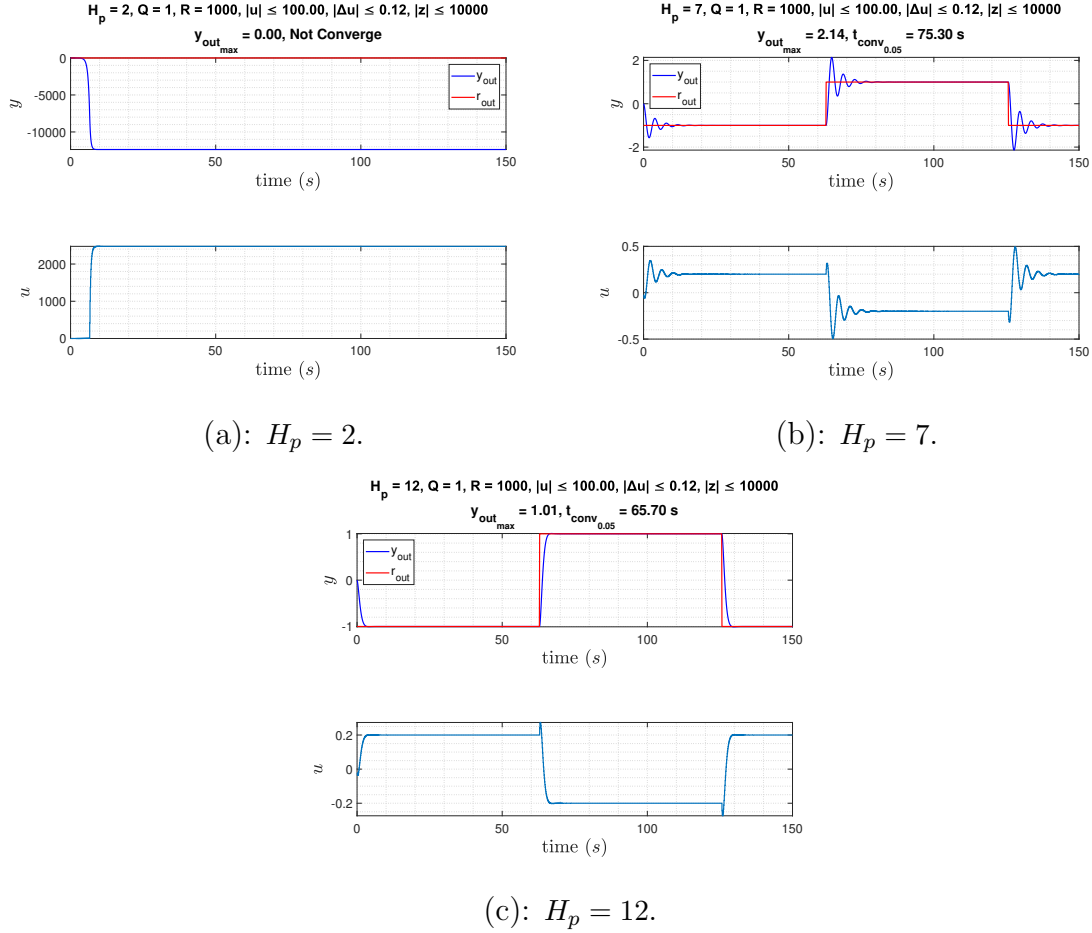 H_p = 2, Q = 1, R = 1000, |u| ≤ 100.00, |Δu| ≤ 0.12, |z| ≤ 10000
y_out_max = 0.00, Not Converge
0
-5000
-10000
y
y_out
r_out
0 50 100 150
time (s)
2000
1000
0
u
0 50 100 150
time (s)
(a): H_p = 2.
H_p = 7, Q = 1, R = 1000, |u| ≤ 100.00, |Δu| ≤ 0.12, |z| ≤ 10000
y_out_max = 2.14, t_conv_0.05 = 75.30 s
2
0
-2
y
y_out
r_out
0 50 100 150
time (s)
0.5
0
-0.5
u
0 50 100 150
time (s)
(b): H_p = 7.
H_p = 12, Q = 1, R = 1000, |u| ≤ 100.00, |Δu| ≤ 0.12, |z| ≤ 10000
y_out_max = 1.01, t_conv_0.05 = 65.70 s
1
0
-1
y
y_out
r_out
0 50 100 150
time (s)
0.2
0
-0.2
u
0 50 100 150
time (s)
(c): H_p = 12.